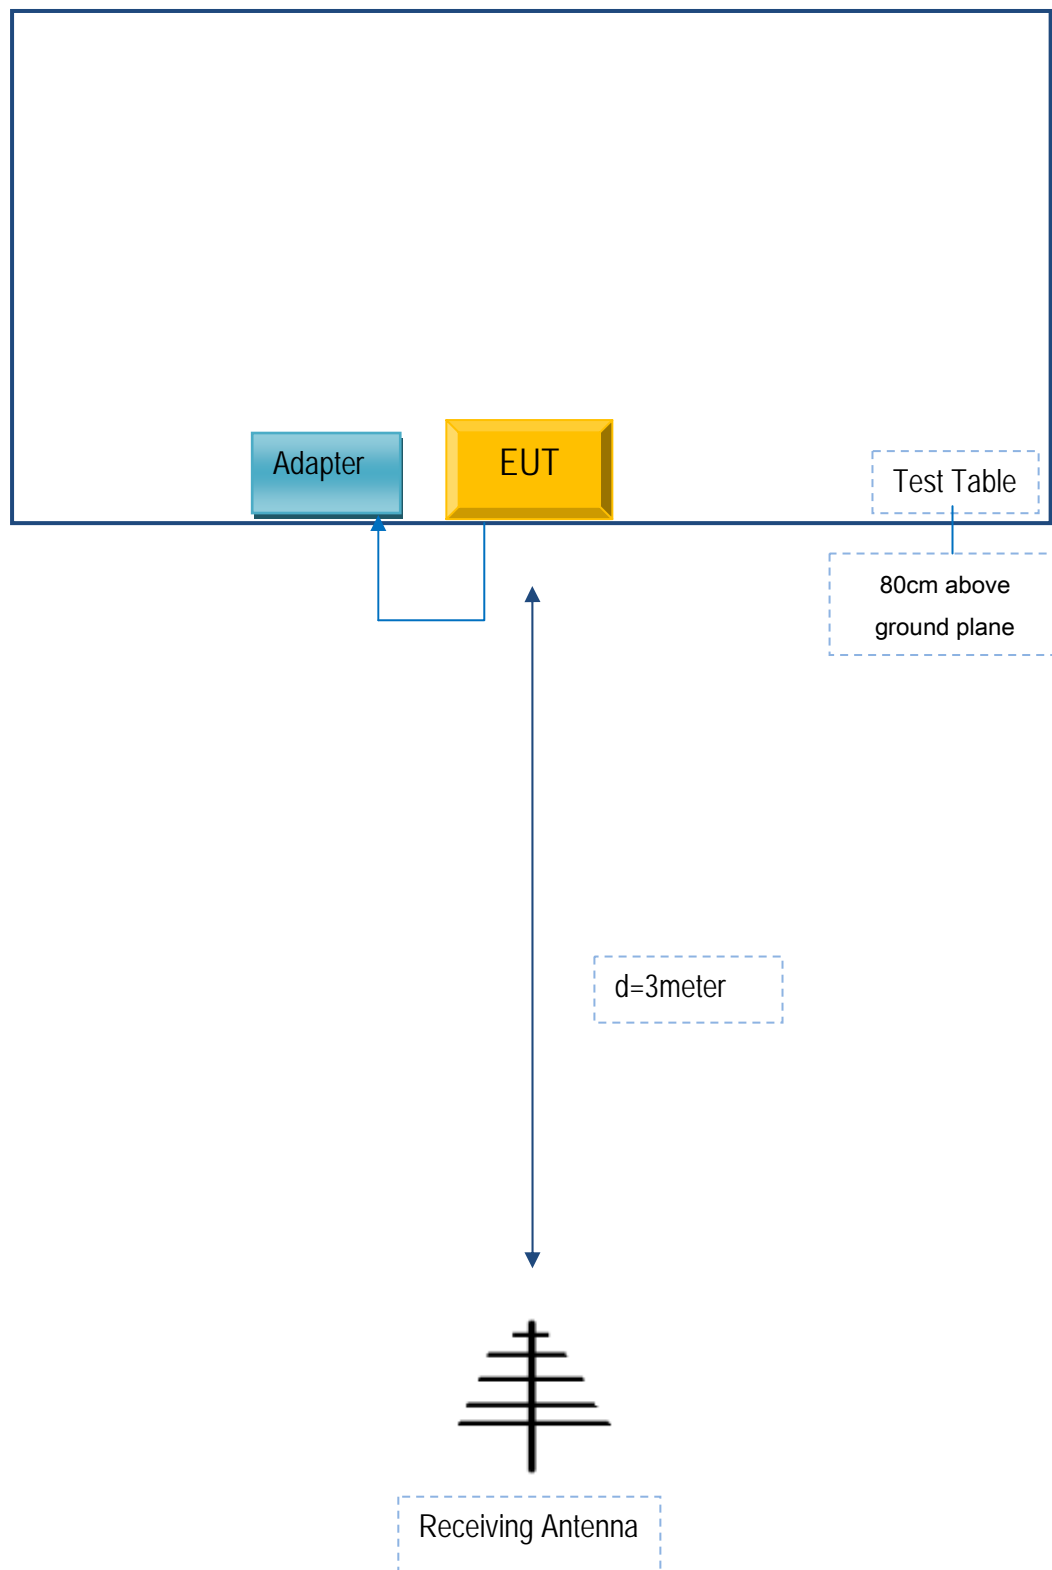 Adapter
EUT
Test Table
80cm above
ground plane
d=3meter
Receiving Antenna